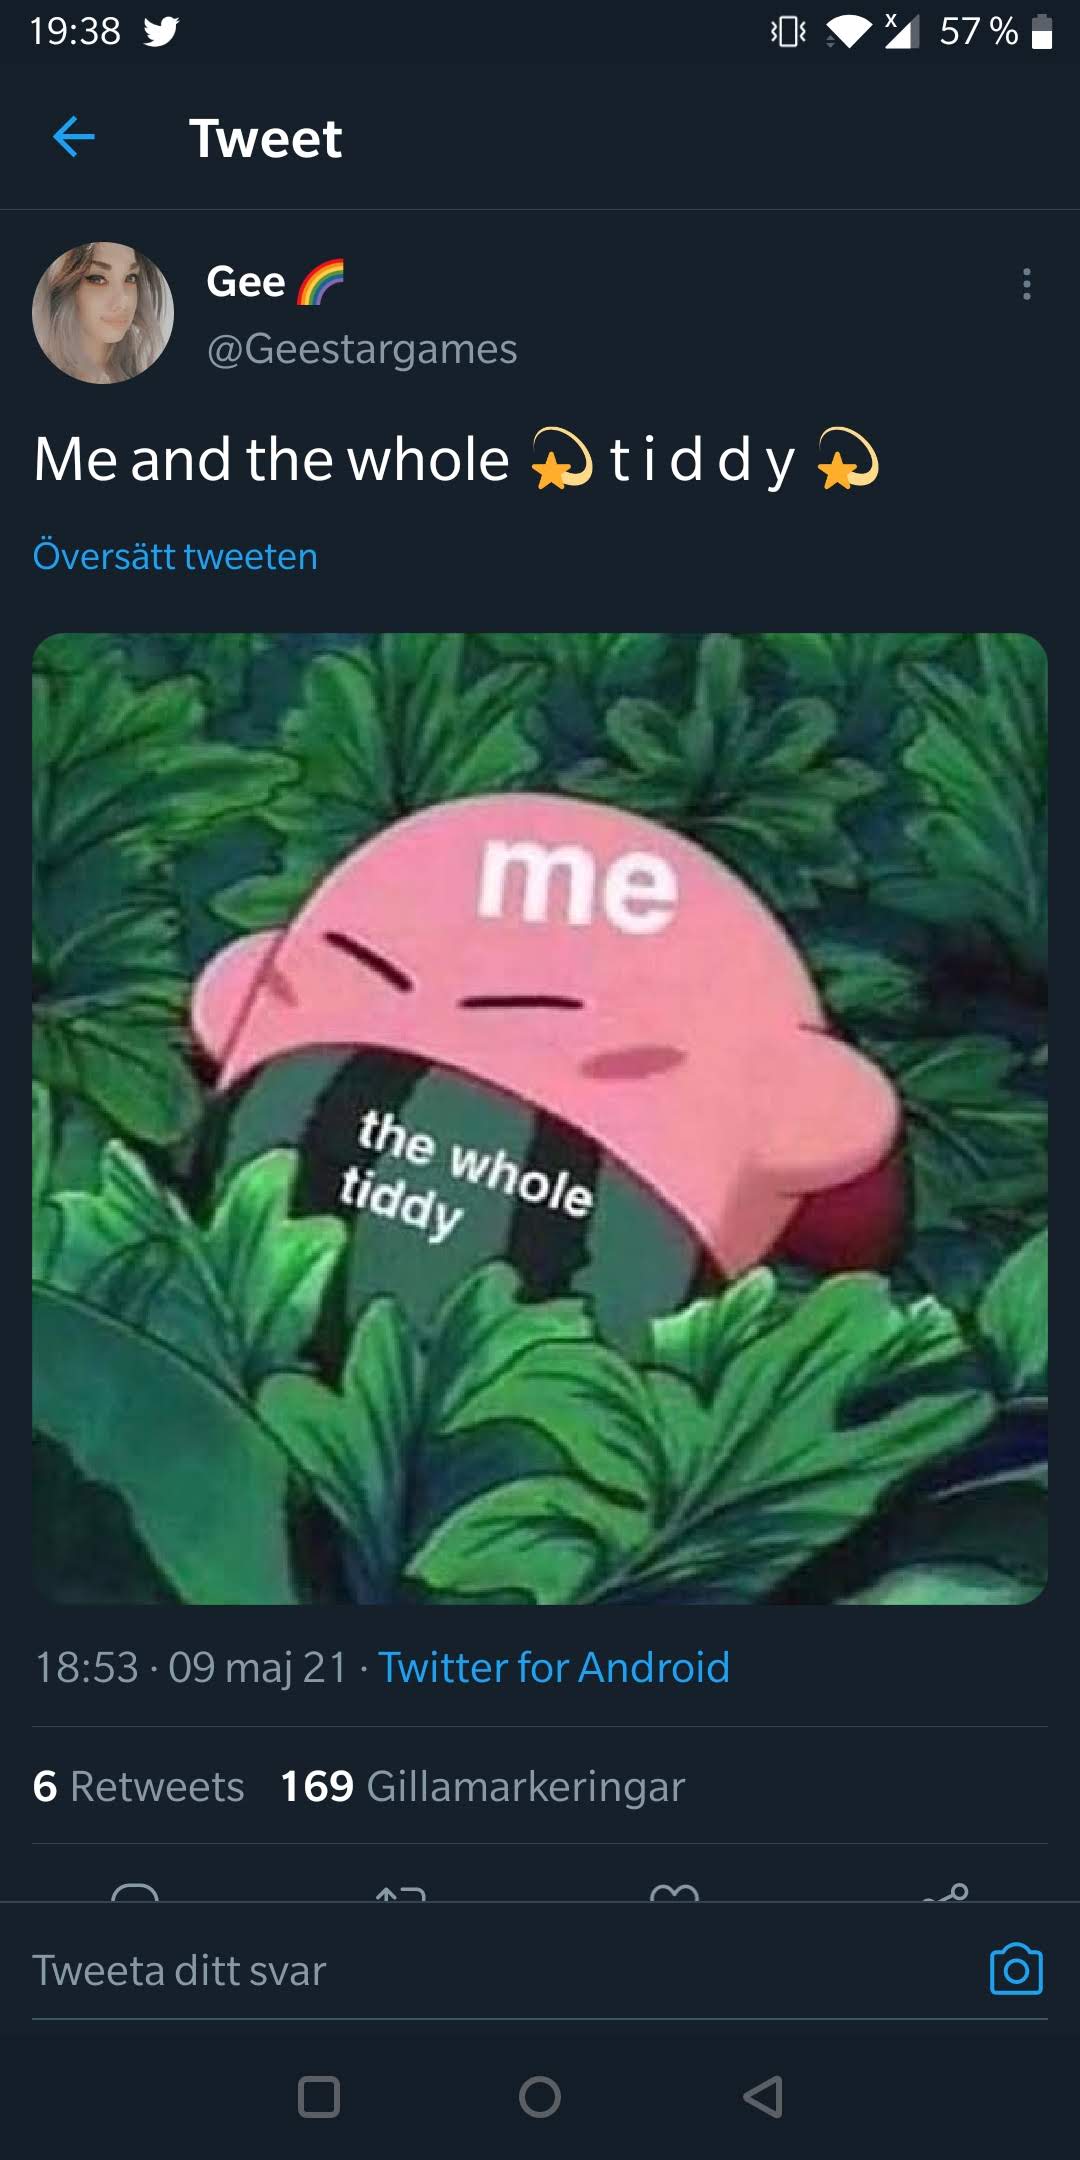 19:38
x
57 %
Tweet
Gee 🌈
@Geestargames
Me and the whole 💫 t i d d y 💫
Översätt tweeten
me
the whole
tiddy
18:53 · 09 maj 21 · Twitter for Android
6 Retweets 169 Gillamarkeringar
Tweeta ditt svar